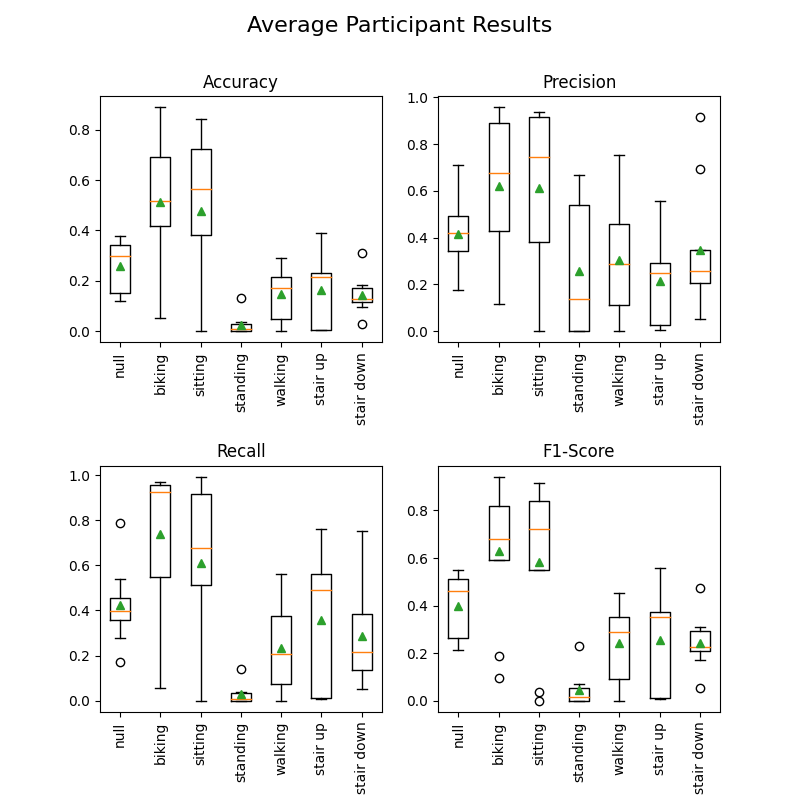 Average Participant Results
Accuracy
0.8
0.6
0.4
0.2
0.0
null
biking
sitting
standing
walking
stair up
stair down
Precision
1.0
0.8
0.6
0.4
0.2
0.0
null
biking
sitting
standing
walking
stair up
stair down
Recall
1.0
0.8
0.6
0.4
0.2
0.0
null
biking
sitting
standing
walking
stair up
stair down
F1-Score
0.8
0.6
0.4
0.2
0.0
null
biking
sitting
standing
walking
stair up
stair down